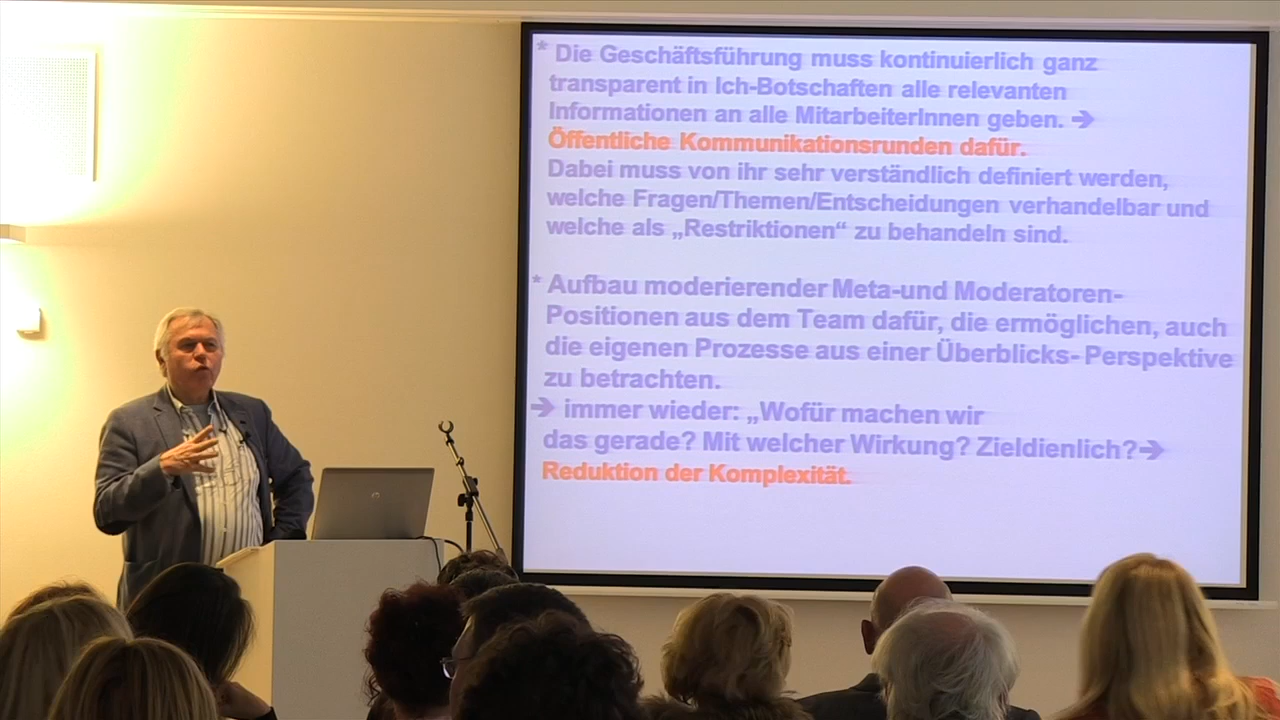 * Die Geschäftsführung muss kontinuierlich ganz
transparent in Ich-Botschaften alle relevanten
Informationen an alle MitarbeiterInnen geben. ➔
Öffentliche Kommunikationsrunden dafür.
Dabei muss von ihr sehr verständlich definiert werden,
welche Fragen/Themen/Entscheidungen verhandelbar und
welche als „Restriktionen“ zu behandeln sind.
* Aufbau moderierender Meta-und Moderatoren-
Positionen aus dem Team dafür, die ermöglichen, auch
die eigenen Prozesse aus einer Überblicks- Perspektive
zu betrachten.
➔ immer wieder: „Wofür machen wir
das gerade? Mit welcher Wirkung? Zieldienlich?➔
Reduktion der Komplexität.